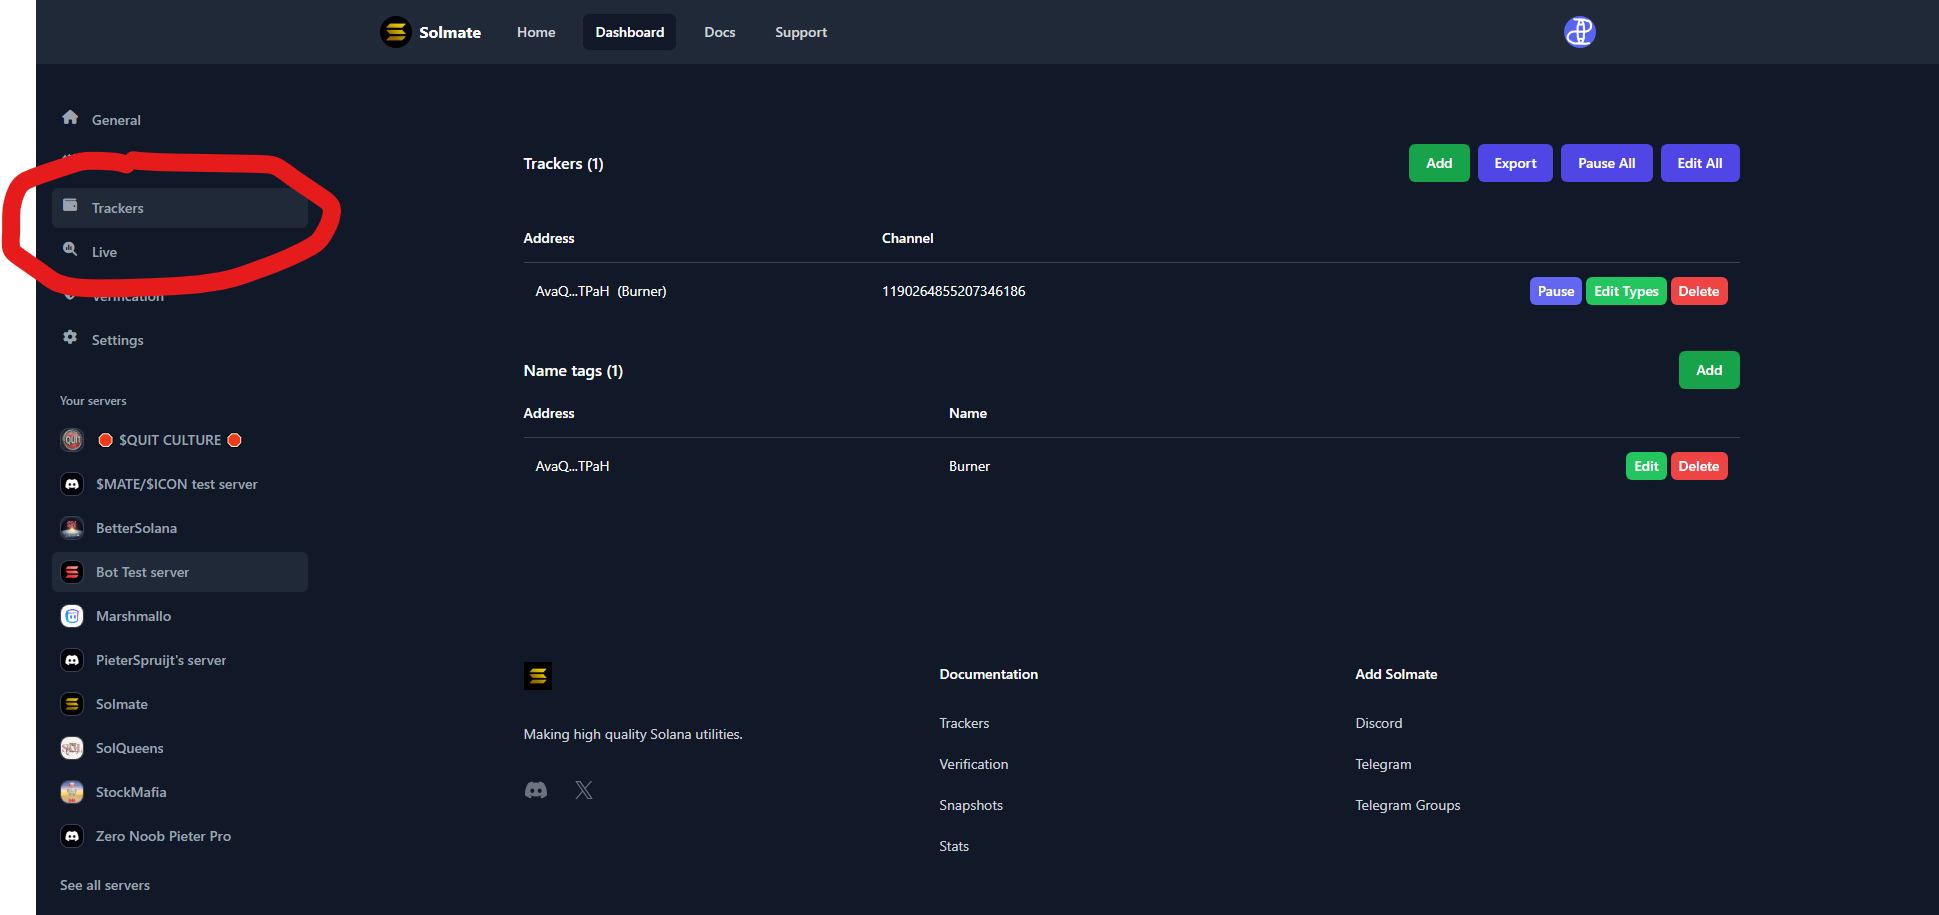 Solmate Home Dashboard Docs Support
General
Trackers
Live
Verification
Settings
Your servers
QUIT $QUIT CULTURE
$MATE/$ICON test server
BetterSolana
Bot Test server
Marshmallo
PieterSpruijt's server
Solmate
SolQueens
StockMafia
Zero Noob Pieter Pro
See all servers
Trackers (1) Add Export Pause All Edit All
Address Channel
AvaQ...TPaH (Burner) 1190264855207346186 Pause Edit Types Delete
Name tags (1) Add
Address Name
AvaQ...TPaH Burner Edit Delete
Making high quality Solana utilities.
Documentation
Trackers
Verification
Snapshots
Stats
Add Solmate
Discord
Telegram
Telegram Groups